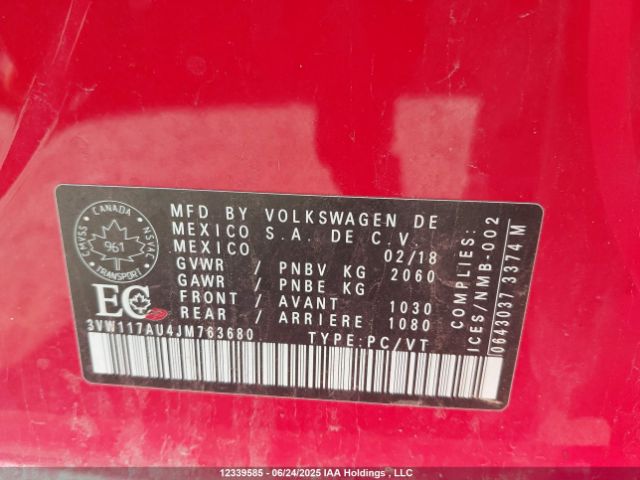 MFD BY VOLKSWAGEN DE
MEXICO S.A. DE C.V.
MEXICO 02/18
GVWR / PNBV KG 2060
GAWR / PNBE KG
FRONT / AVANT 1030
REAR / ARRIERE 1080
3VW117AU4JM763680 TYPE:PC/VT
CANADA
CMVSS
NSVAC
961
TRANSPORT
EC
COMPLIES:
ICES/NMB-002
0643037 3374 M
12339585 - 06/24/2025 IAA Holdings , LLC